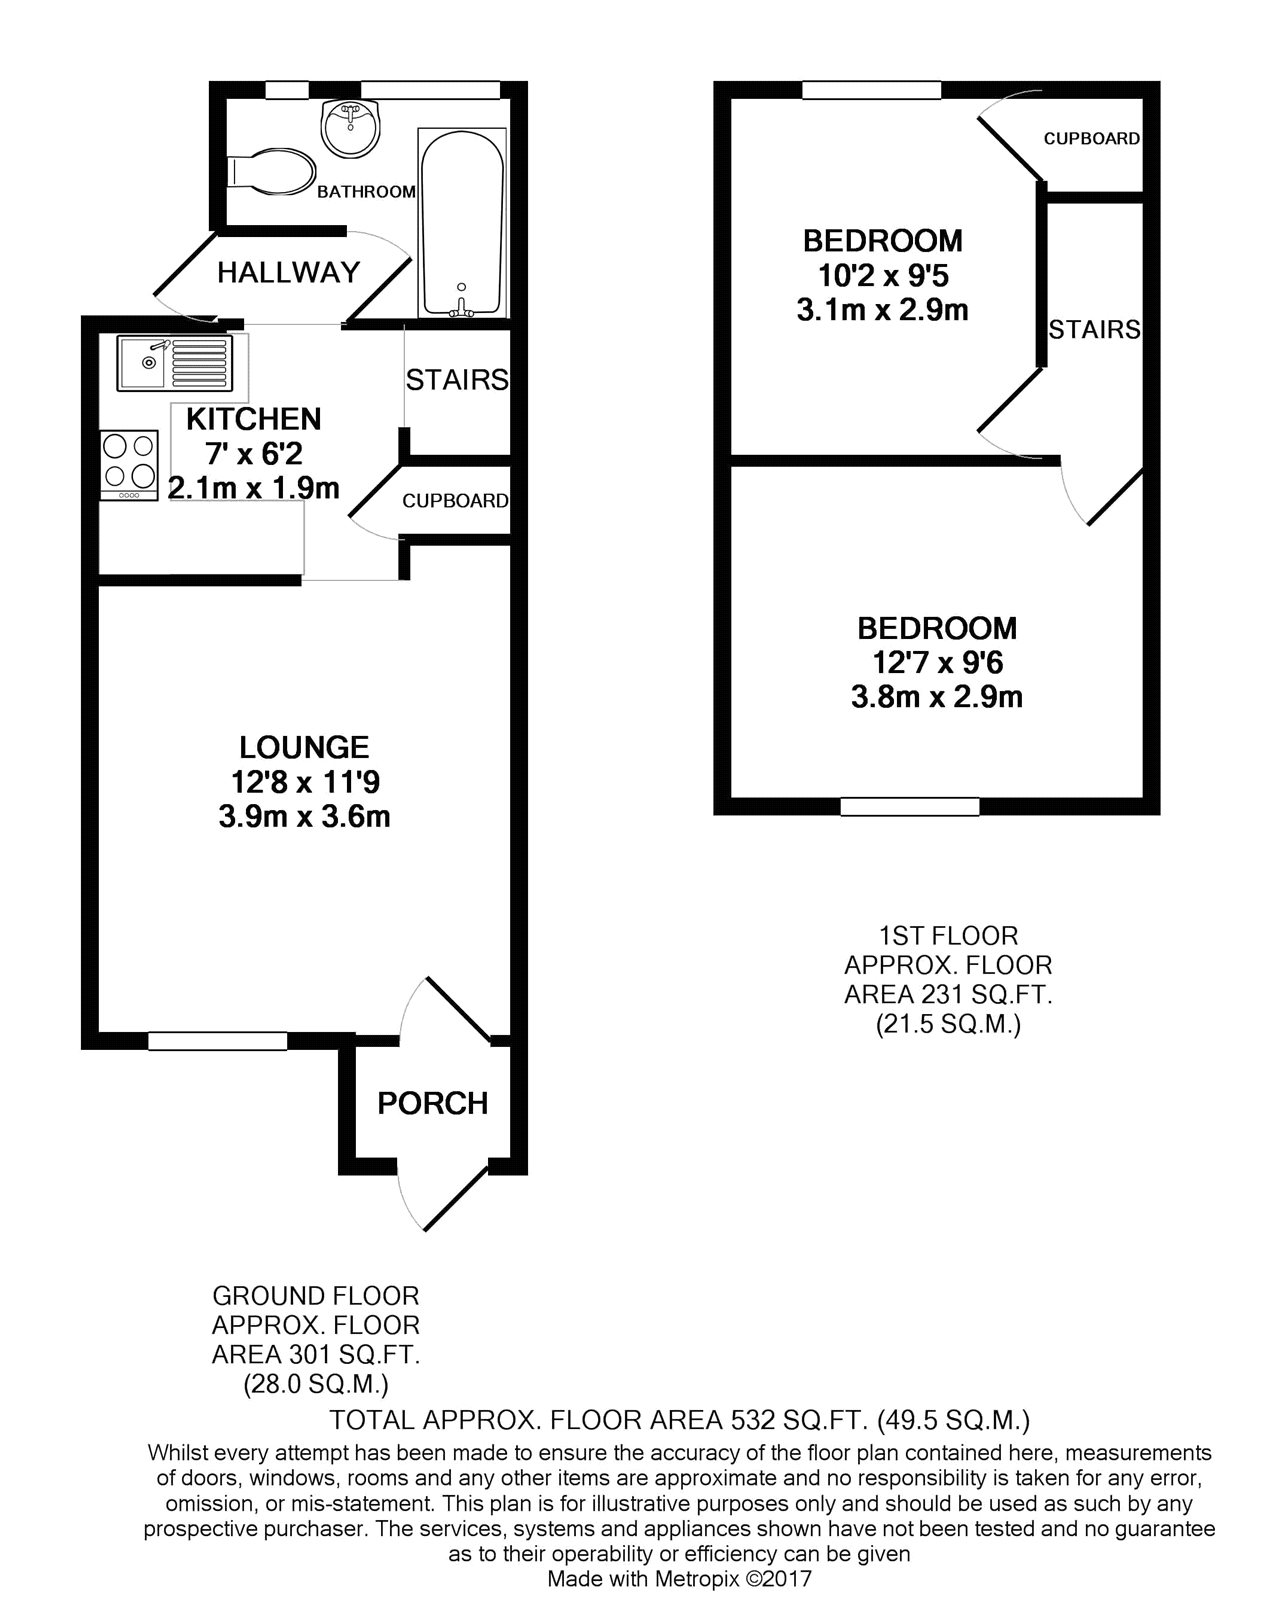 BATHROOM
HALLWAY
STAIRS
KITCHEN
7' x 6'2
2.1m x 1.9m
CUPBOARD
LOUNGE
12'8 x 11'9
3.9m x 3.6m
PORCH
GROUND FLOOR
APPROX. FLOOR
AREA 301 SQ.FT.
(28.0 SQ.M.)
CUPBOARD
BEDROOM
10'2 x 9'5
3.1m x 2.9m
STAIRS
BEDROOM
12'7 x 9'6
3.8m x 2.9m
1ST FLOOR
APPROX. FLOOR
AREA 231 SQ.FT.
(21.5 SQ.M.)
TOTAL APPROX. FLOOR AREA 532 SQ.FT. (49.5 SQ.M.)
Whilst every attempt has been made to ensure the accuracy of the floor plan contained here, measurements
of doors, windows, rooms and any other items are approximate and no responsibility is taken for any error,
omission, or mis-statement. This plan is for illustrative purposes only and should be used as such by any
prospective purchaser. The services, systems and appliances shown have not been tested and no guarantee
as to their operability or efficiency can be given
Made with Metropix ©2017